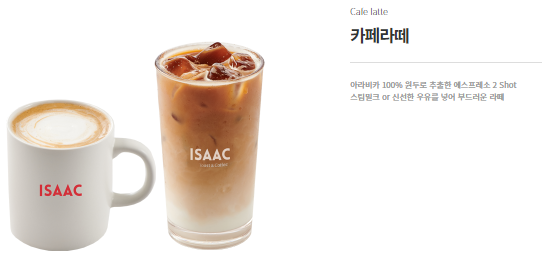 Cafe latte
카페라떼
아라비카 100% 원두로 추출한 에스프레소 2 Shot
스팀밀크 or 신선한 우유를 넣어 부드러운 라떼
ISAAC
ISAAC